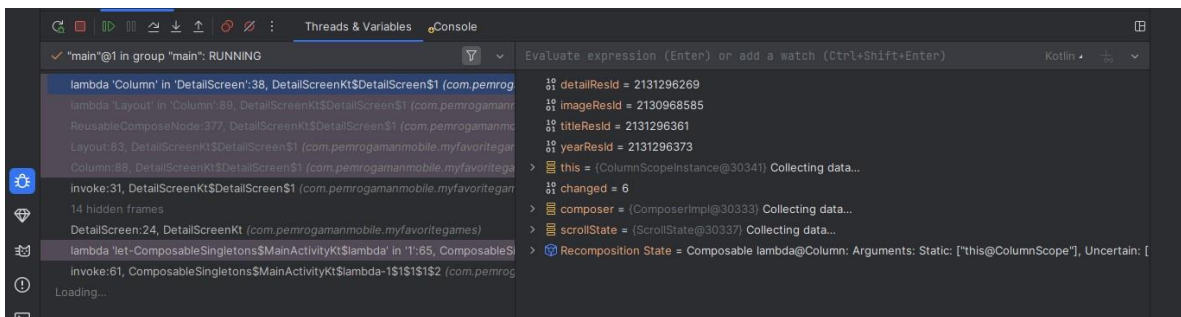 Threads & Variables Console
"main"@1 in group "main": RUNNING
Evaluate expression (Enter) or add a watch (Ctrl+Shift+Enter) Kotlin
lambda 'Column' in 'DetailScreen':38, DetailScreenKt$DetailScreen$1 (com.pemrog
lambda 'Layout' in 'Column':89, DetailScreenKt$DetailScreen$1 (com.pemrogamanm
ReusableComposeNode:377, DetailScreenKt$DetailScreen$1 (com.pemrogamanmo
Layout:83, DetailScreenKt$DetailScreen$1 (com.pemrogamanmobile.myfavoritegar
Column:88, DetailScreenKt$DetailScreen$1 (com.pemrogamanmobile.myfavoritega
invoke:31, DetailScreenKt$DetailScreen$1 (com.pemrogamanmobile.myfavoritegan
14 hidden frames
DetailScreen:24, DetailScreenKt (com.pemrogamanmobile.myfavoritegames)
lambda 'let-ComposableSingletons$MainActivityKt$lambda' in '1':65, ComposableSi
invoke:61, ComposableSingletons$MainActivityKt$lambda-1$1$1$1$2 (com.pemrog
Loading...
detailResId = 2131296269
imageResId = 2130968585
titleResId = 2131296361
yearResId = 2131296373
this = {ColumnScopeInstance@30341} Collecting data...
changed = 6
composer = {ComposerImpl@30333} Collecting data...
scrollState = {ScrollState@30337} Collecting data...
Recomposition State = Composable lambda@Column: Arguments: Static: ["this@ColumnScope"], Uncertain: [